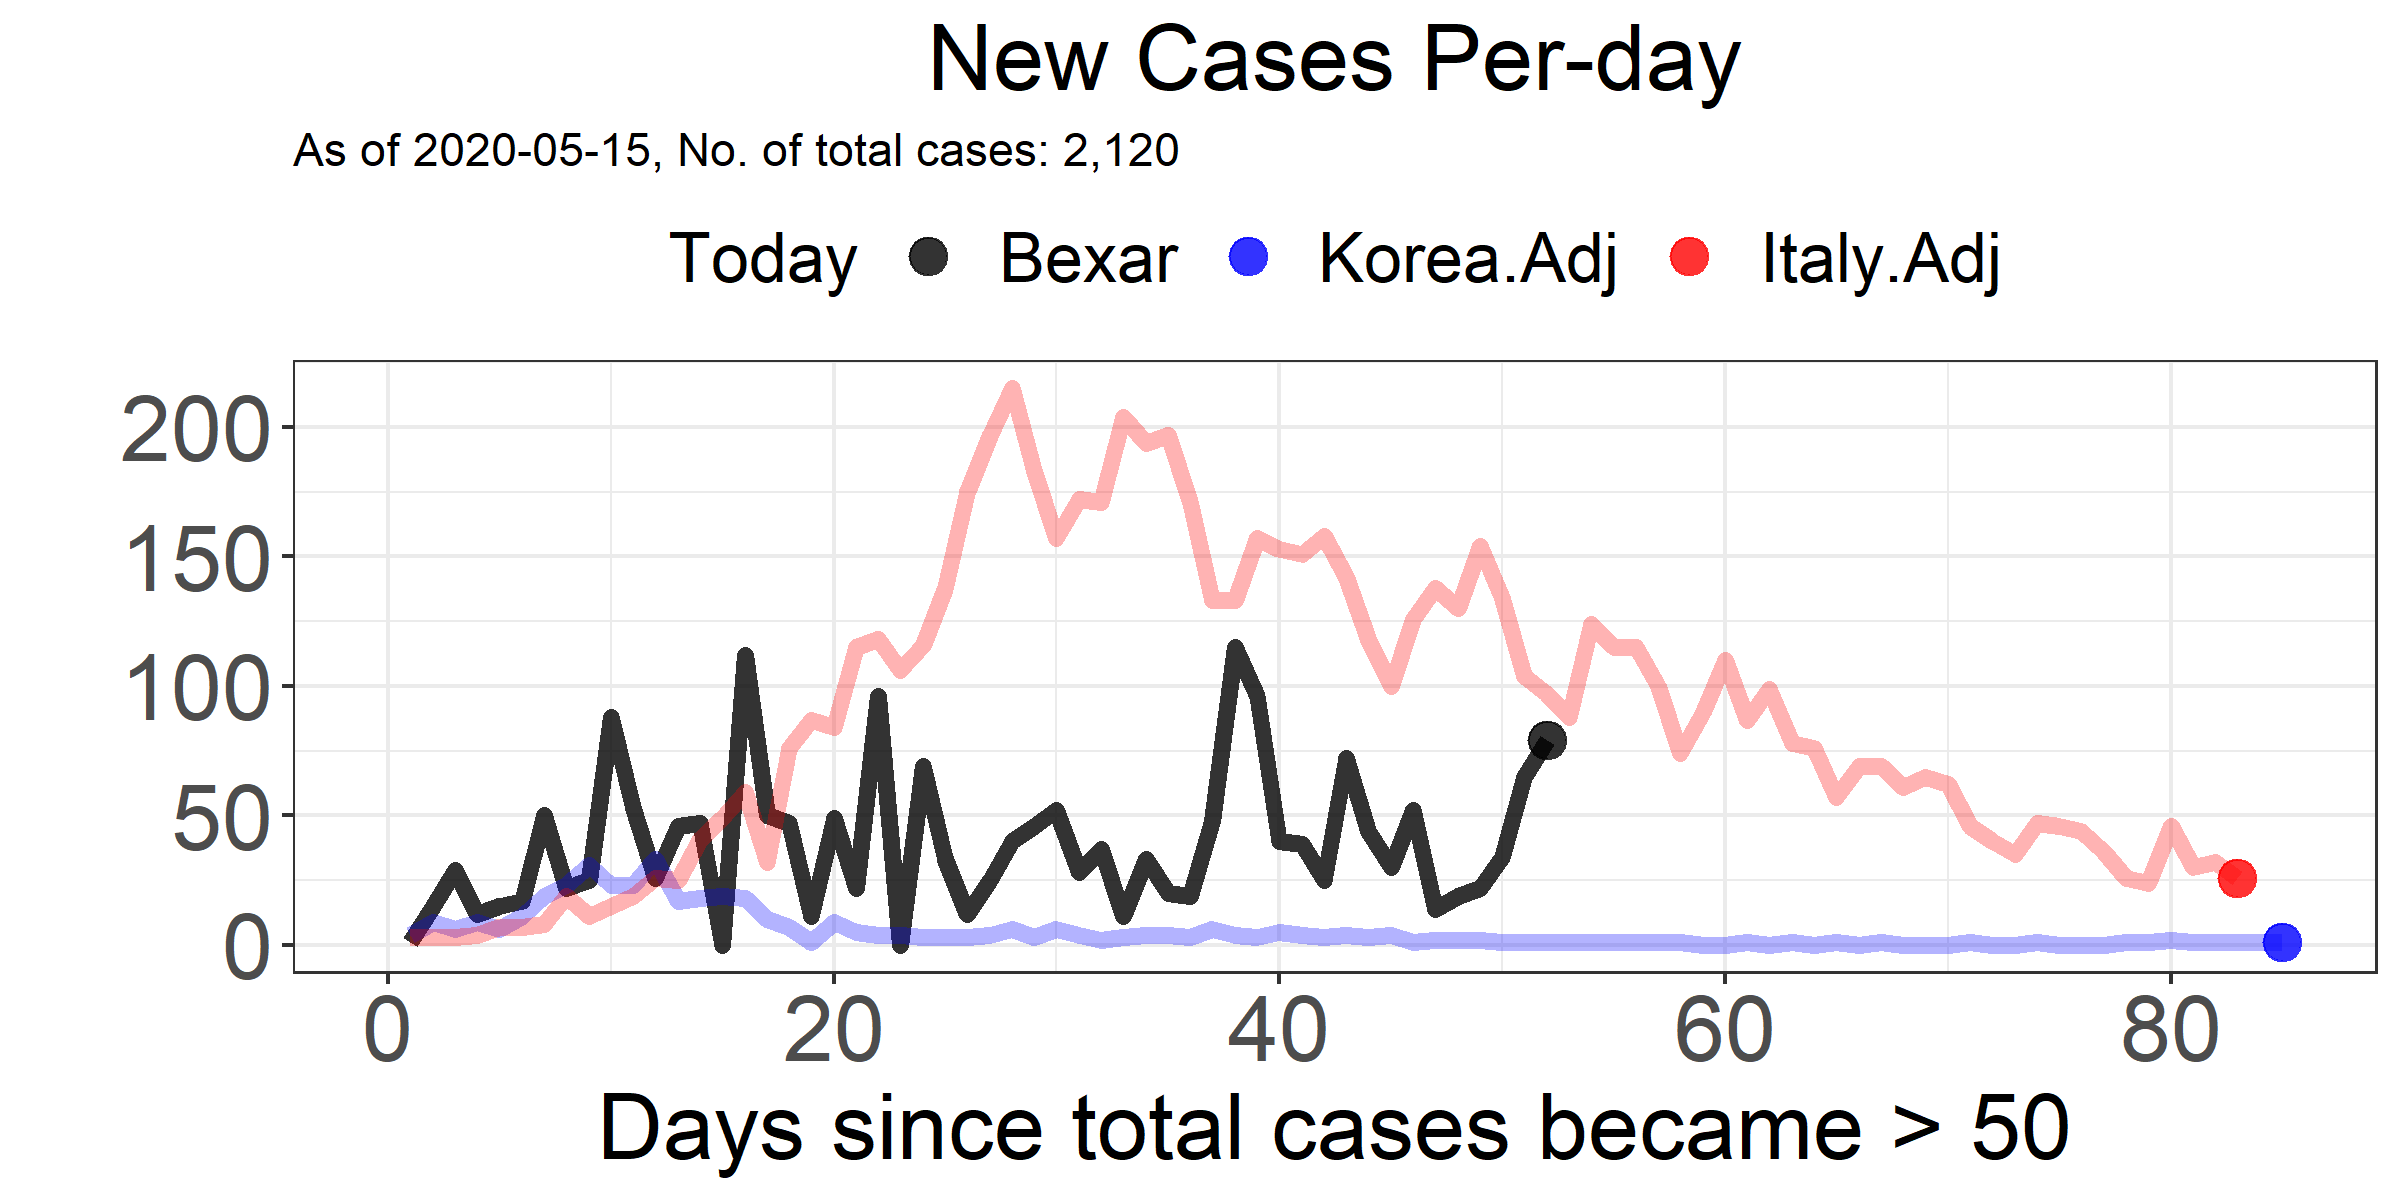 New Cases Per-day
As of 2020-05-15, No. of total cases: 2,120
Today Bexar Korea.Adj Italy.Adj
200
150
100
50
0
0 20 40 60 80
Days since total cases became > 50